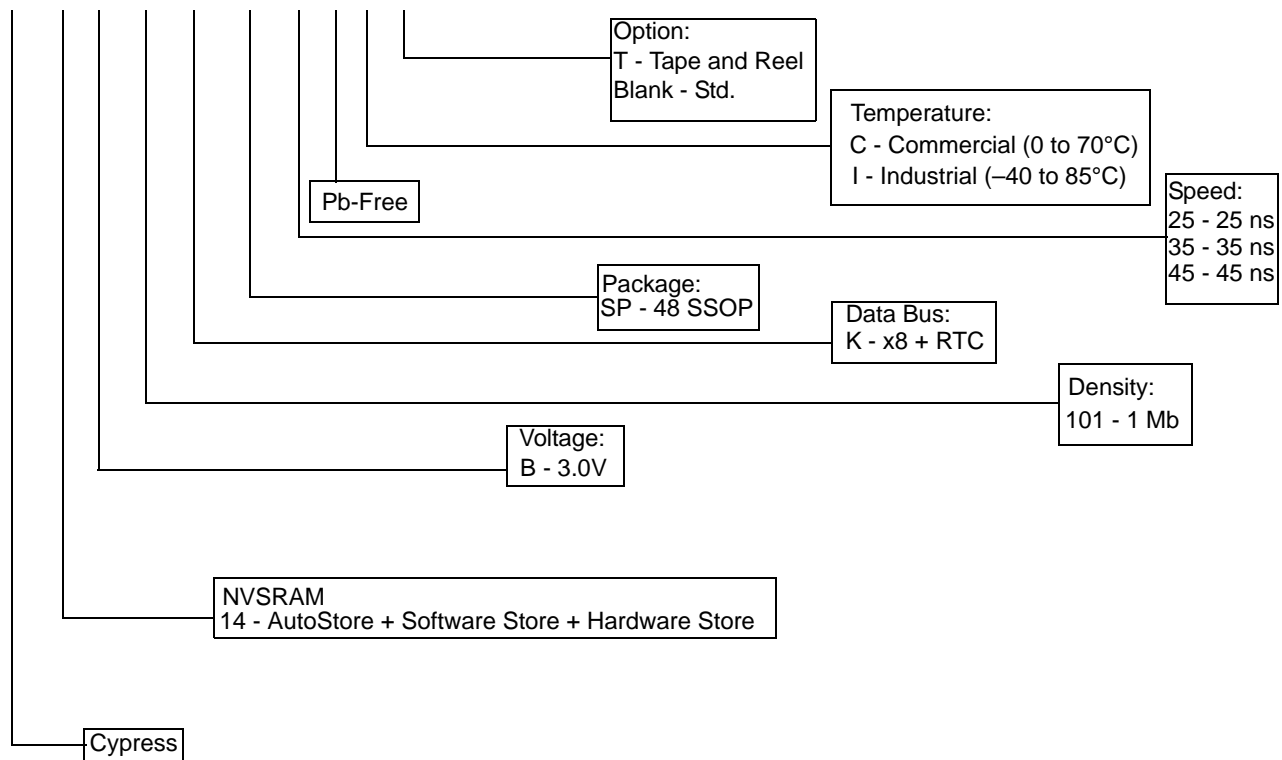 Option:
T - Tape and Reel
Blank - Std.
Temperature:
C - Commercial (0 to 70°C)
I - Industrial (–40 to 85°C)
Pb-Free
Speed:
25 - 25 ns
35 - 35 ns
45 - 45 ns
Package:
SP - 48 SSOP
Data Bus:
K - x8 + RTC
Density:
101 - 1 Mb
Voltage:
B - 3.0V
NVSRAM
14 - AutoStore + Software Store + Hardware Store
Cypress